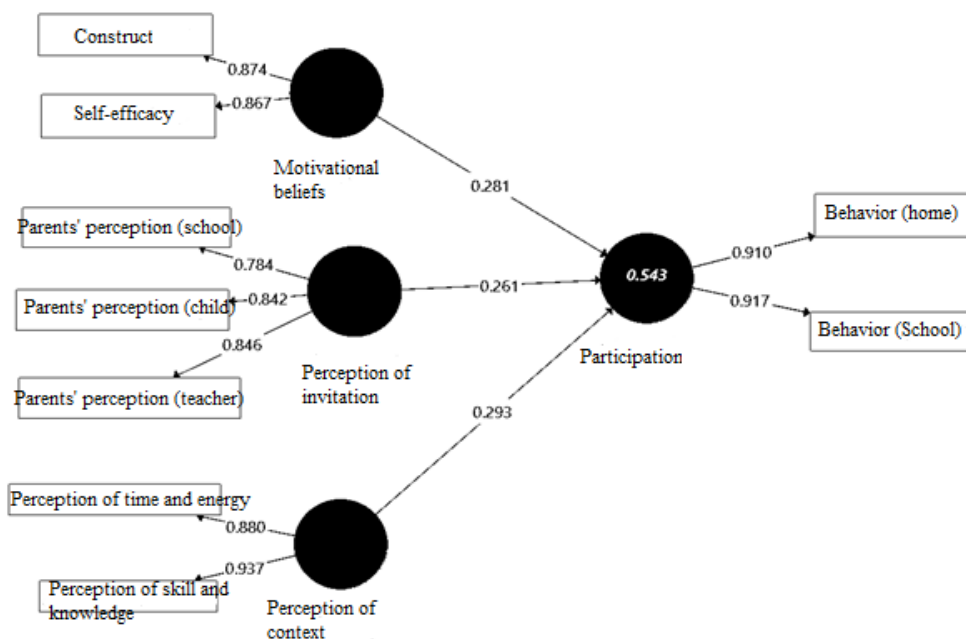 Construct
0.874
0.867
Self-efficacy
Motivational
beliefs
0.281
Parents' perception (school)
0.784
Parents' perception (child)
0.842
0.846
Parents' perception (teacher)
Perception of
invitation
0.261
0.543
Participation
Behavior (home)
0.910
0.917
Behavior (School)
0.293
Perception of time and energy
0.880
0.937
Perception of skill and
knowledge
Perception of
context